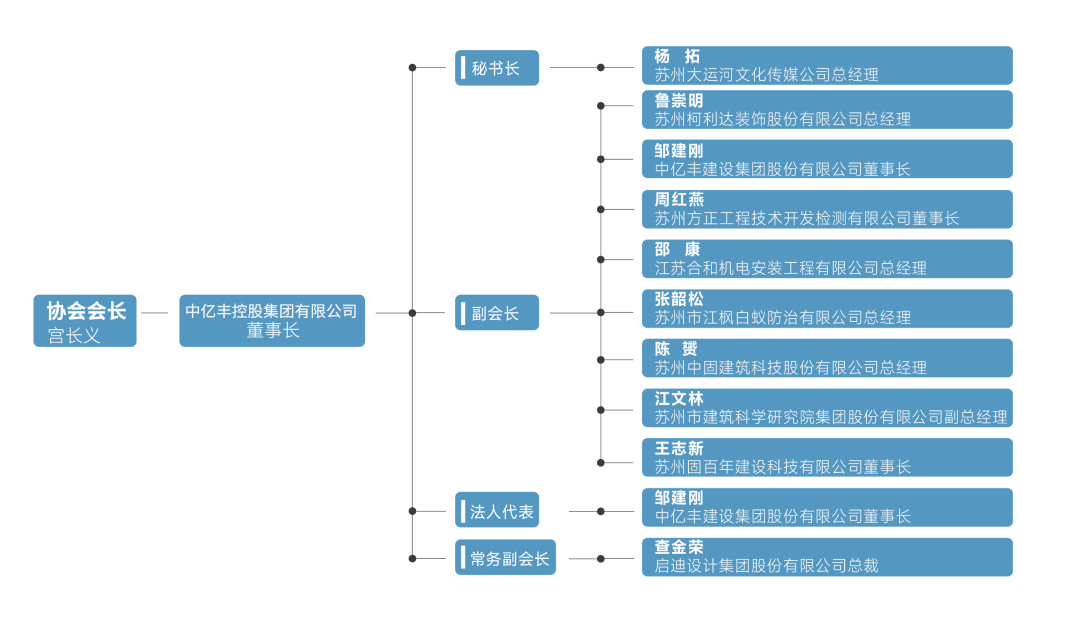 协会会长
宫长义
中亿丰控股集团有限公司
董事长
秘书长
杨 拓
苏州大运河文化传媒公司总经理
副会长
鲁崇明
苏州柯利达装饰股份有限公司总经理
邹建刚
中亿丰建设集团股份有限公司董事长
周红燕
苏州方正工程技术开发检测有限公司董事长
邵 康
江苏合和机电安装工程有限公司总经理
张韶松
苏州市江枫白蚁防治有限公司总经理
陈 赟
苏州中固建筑科技股份有限公司总经理
江文林
苏州市建筑科学研究院集团股份有限公司副总经理
王志新
苏州固百年建设科技有限公司董事长
法人代表
邹建刚
中亿丰建设集团股份有限公司董事长
常务副会长
查金荣
启迪设计集团股份有限公司总裁